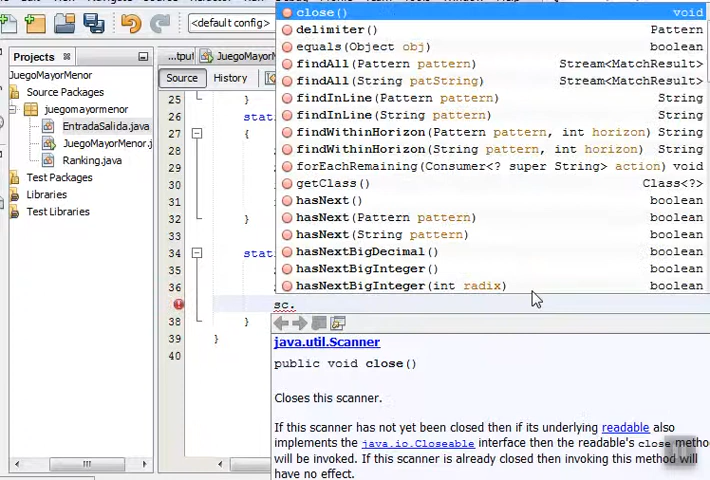 Projects
<default config>
...tput
JuegoMayorMenor
Source
History
JuegoMayorMenor
Source Packages
juegomayormenor
EntradaSalida.java
JuegoMayorMenor.j
Ranking.java
Test Packages
Libraries
Test Libraries
25 }
26 stat
27 {
28
29
30
31
32 }
33
34 stat
35
36
sc.
38 }
39 }
40
close() void
delimiter() Pattern
equals(Object obj) boolean
findAll(Pattern pattern) Stream<MatchResult>
findAll(String patString) Stream<MatchResult>
findInLine(Pattern pattern) String
findInLine(String pattern) String
findWithinHorizon(Pattern pattern, int horizon) String
findWithinHorizon(String pattern, int horizon) String
forEachRemaining(Consumer<? super String> action) void
getClass() Class<?>
hasNext() boolean
hasNext(Pattern pattern) boolean
hasNext(String pattern) boolean
hasNextBigDecimal() boolean
hasNextBigInteger() boolean
hasNextBigInteger(int radix) boolean
java.util.Scanner
public void close()
Closes this scanner.
If this scanner has not yet been closed then if its underlying readable also
implements the java.io.Closeable interface then the readable's close metho
will be invoked. If this scanner is already closed then invoking this method will
have no effect.